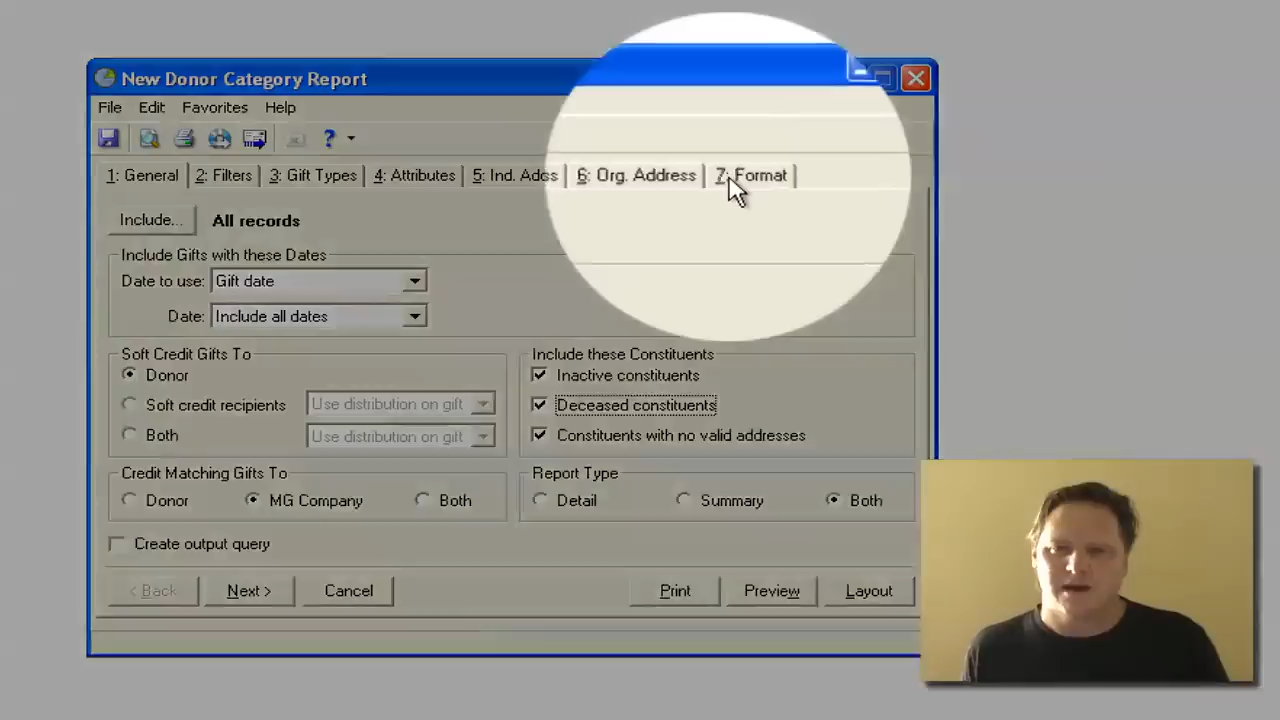 New Donor Category Report
File Edit Favorites Help
?
1: General 2: Filters 3: Gift Types 4: Attributes 5: Ind. Adds 6: Org. Address 7: Format
Include... All records
Include Gifts with these Dates
Date to use: Gift date
Date: Include all dates
Soft Credit Gifts To
Donor
Soft credit recipients Use distribution on gift
Both Use distribution on gift
Include these Constituents
Inactive constituents
Deceased constituents
Constituents with no valid addresses
Credit Matching Gifts To
Donor MG Company Both
Report Type
Detail Summary Both
Create output query
< Back Next > Cancel Print Preview Layout